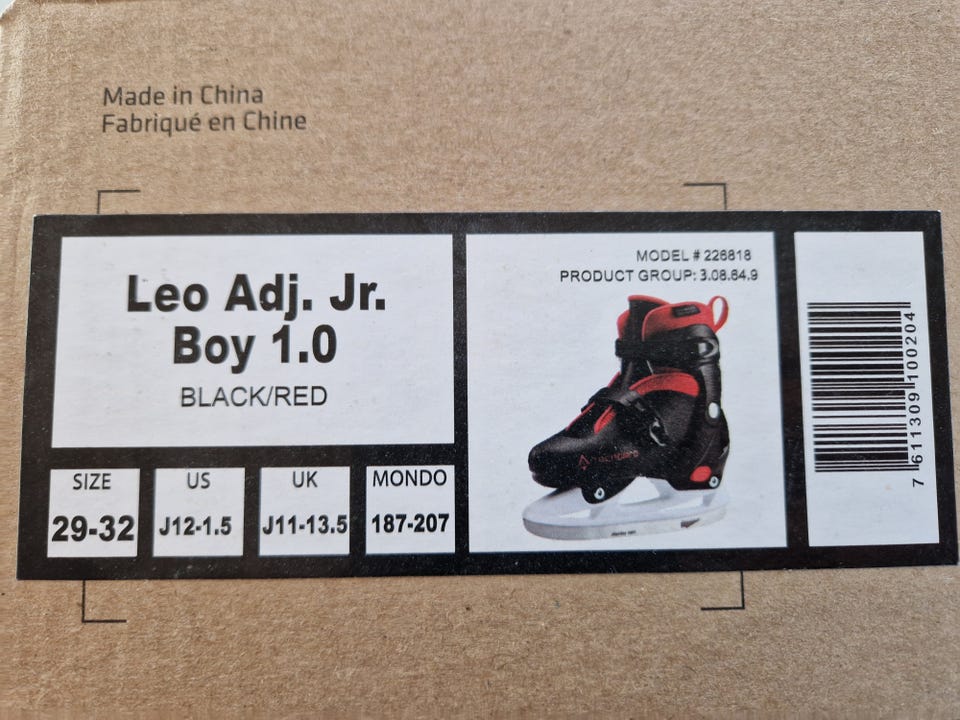 Made in China
Fabriqué en Chine
Leo Adj. Jr.
Boy 1.0
BLACK/RED
SIZE
29-32
US
J12-1.5
UK
J11-13.5
MONDO
187-207
MODEL # 226818
PRODUCT GROUP: 3.08.64.9
7 611309 100204